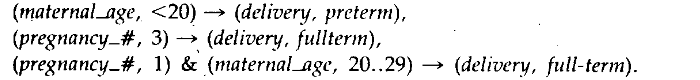 (maternal_age, <20) → (delivery, preterm),
(pregnancy_#, 3) → (delivery, fullterm),
(pregnancy_#, 1) & (maternal_age, 20..29) → (delivery, full-term).